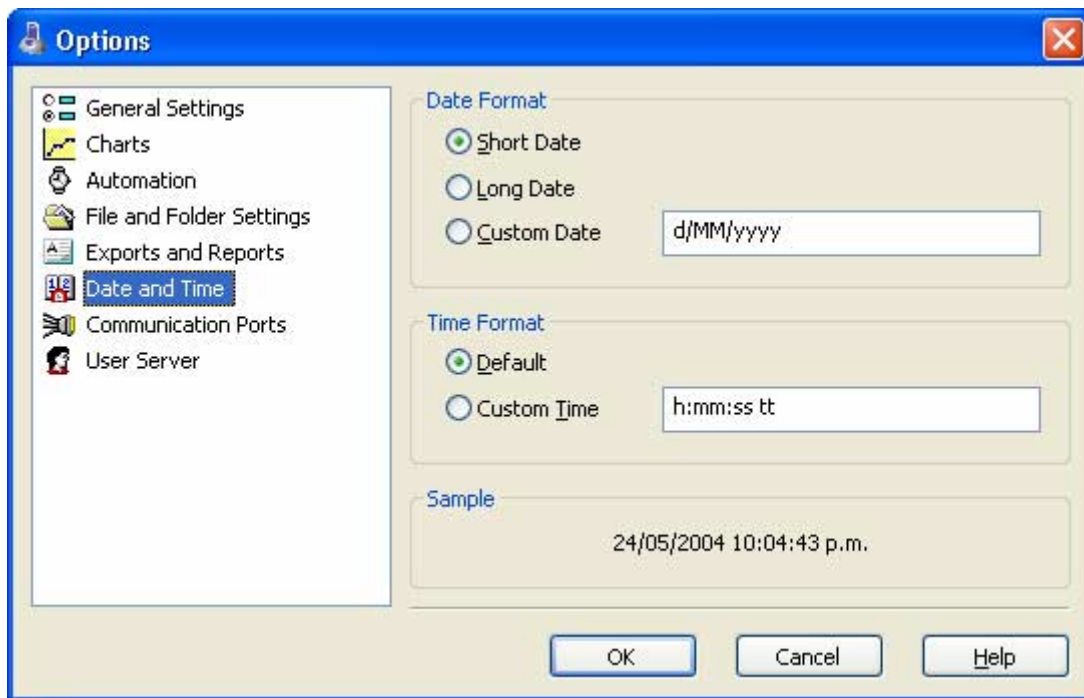 Options
General Settings
Charts
Automation
File and Folder Settings
Exports and Reports
Date and Time
Communication Ports
User Server
Date Format
Short Date
Long Date
Custom Date
d/MM/yyyy
Time Format
Default
Custom Time
h:mm:ss tt
Sample
24/05/2004 10:04:43 p.m.
OK
Cancel
Help